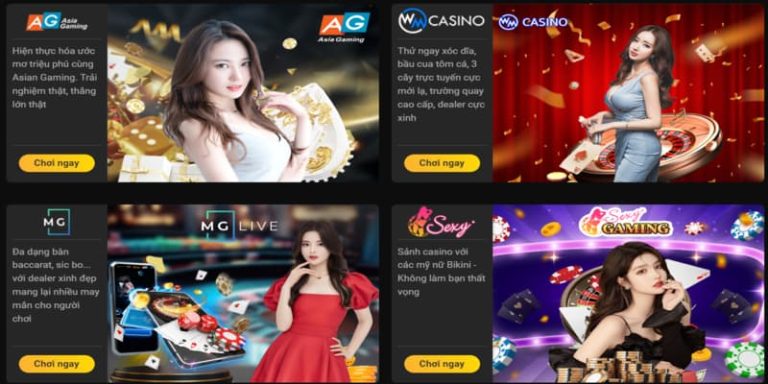 AG Asia Gaming
AG
Asia Gaming
Hiện thực hóa ước
mơ triệu phú cùng
Asian Gaming. Trải
nghiệm thật, thắng
lớn thật
Chơi ngay
WM CASINO
WM CASINO
Thử ngay xóc dĩa,
bầu cua tôm cá, 3
cây trực tuyến cực
mới lạ, trường quay
cao cấp, dealer cực
xinh
Chơi ngay
MG
MG LIVE
Đa dạng bàn
baccarat, sic bo...
với dealer xinh đẹp
mang lại nhiều may
mắn cho người
chơi
Chơi ngay
Sexy
Sexy
GAMING
Sảnh casino với
các mỹ nữ Bikini -
Không làm bạn thất
vọng
Chơi ngay